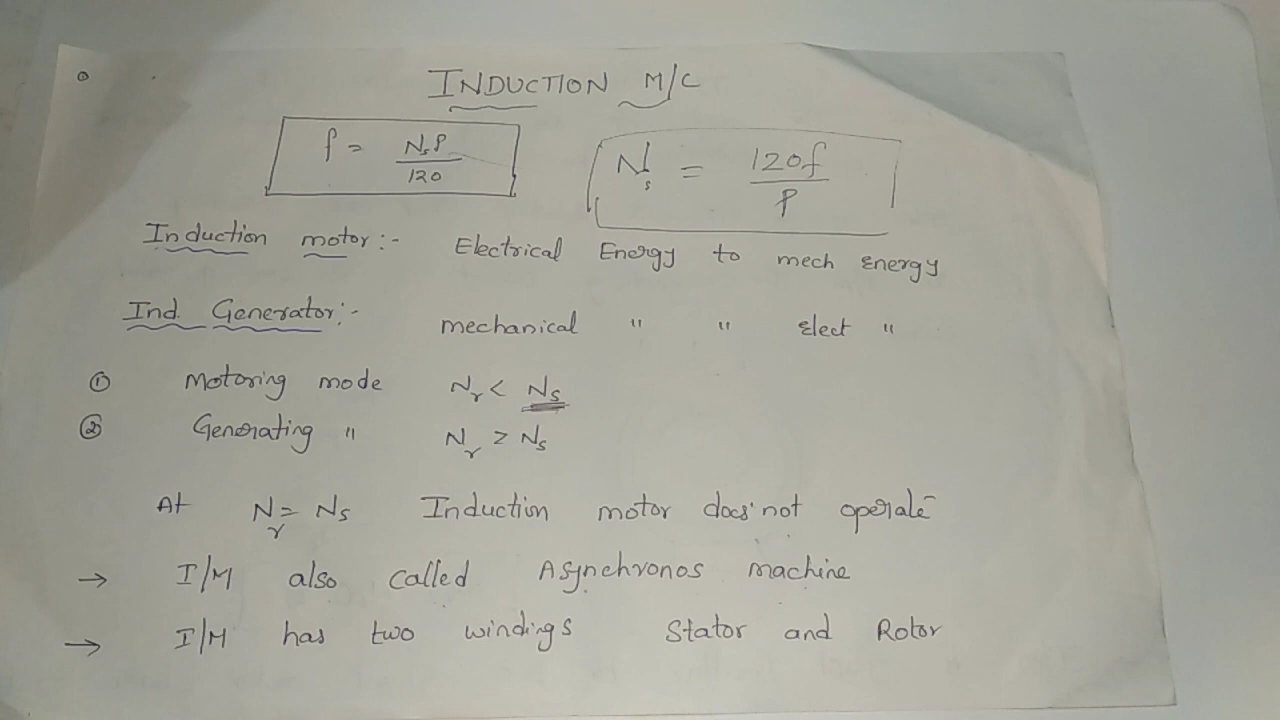 INDUCTION M/C
f = NsP / 120
Ns = 120f / P
Induction motor :- Electrical Energy to mech energy
Ind. Generator :- mechanical " " Elect "
① Motoring mode Nr < Ns
② Generating " Nr > Ns
At Nr = Ns Induction motor does' not operate
→ I/M also called Asynchronos machine
→ I/M has two windings Stator and Rotor